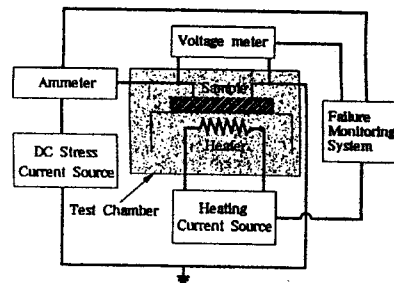 Voltage meter
Ammeter
Sample
Failure
Monitoring
System
Heater
DC Stress
Current Source
Test Chamber
Heating
Current Source